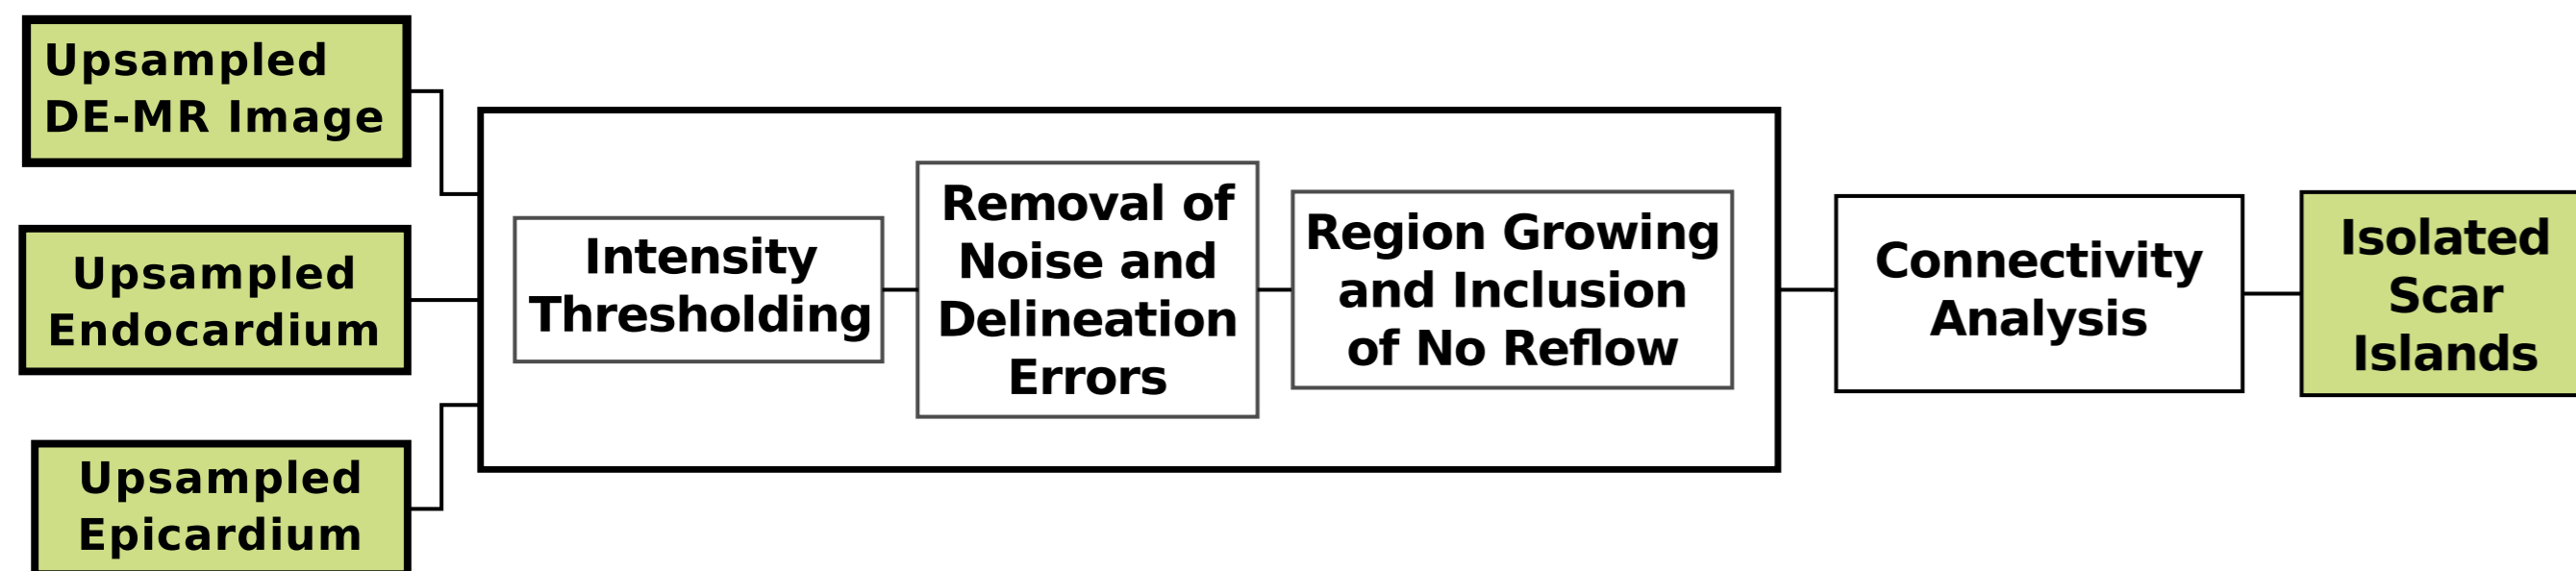 Upsampled
DE-MR Image
Upsampled
Endocardium
Upsampled
Epicardium
Intensity
Thresholding
Removal of
Noise and
Delineation
Errors
Region Growing
and Inclusion
of No Reflow
Connectivity
Analysis
Isolated
Scar
Islands